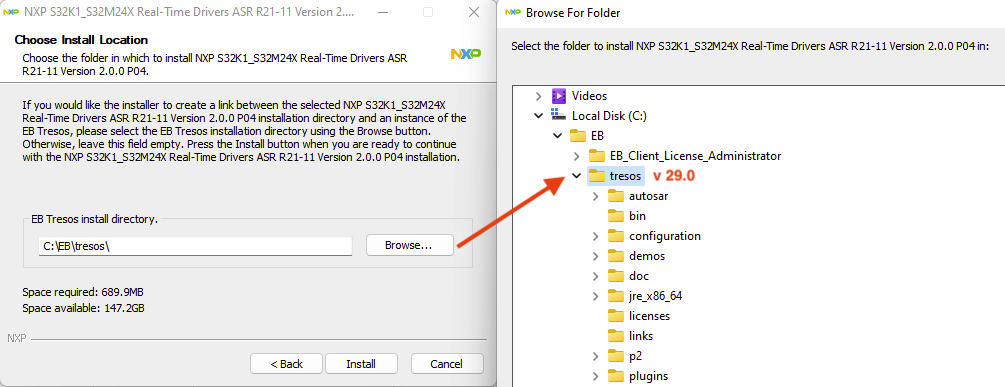 NXP S32K1_S32M24X Real-Time Drivers ASR R21-11 Version 2....
Choose Install Location
Choose the folder in which to install NXP S32K1_S32M24X Real-Time Drivers ASR
R21-11 Version 2.0.0 P04.
NXP
If you would like the installer to create a link between the selected NXP S32K1_S32M24X
Real-Time Drivers ASR R21-11 Version 2.0.0 P04 installation directory and an instance of the
EB Tresos, please select the EB Tresos installation directory using the Browse button.
Otherwise, leave this field empty. Press the Install button when you are ready to continue
with the NXP S32K1_S32M24X Real-Time Drivers ASR R21-11 Version 2.0.0 P04 installation.
EB Tresos install directory.
C:\EB\tresos\
Browse...
Space required: 689.9MB
Space available: 147.2GB
NXP
< Back
Install
Cancel
NXP Browse For Folder
Select the folder to install NXP S32K1_S32M24X Real-Time Drivers ASR R21-11 Version 2.0.0 P04 in:
Videos
Local Disk (C:)
EB
EB_Client_License_Administrator
tresos v 29.0
autosar
bin
configuration
demos
doc
jre_x86_64
licenses
links
p2
plugins